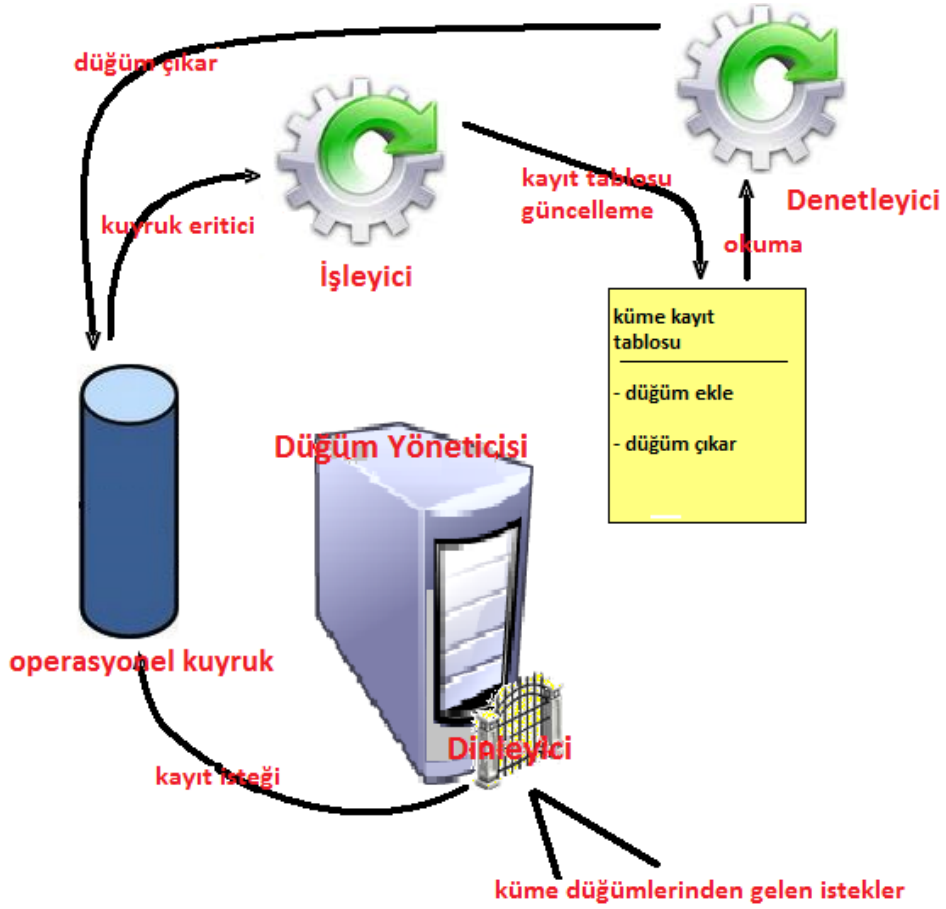 düğüm çıkar
kayıt tablosu
güncelleme
Denetleyici
kuyruk eritici
okuma
İşleyici
küme kayıt
tablosu
- düğüm ekle
- düğüm çıkar
Düğüm Yöneticisi
operasyonel kuyruk
Dinleyici
kayıt isteği
küme düğümlerinden gelen istekler